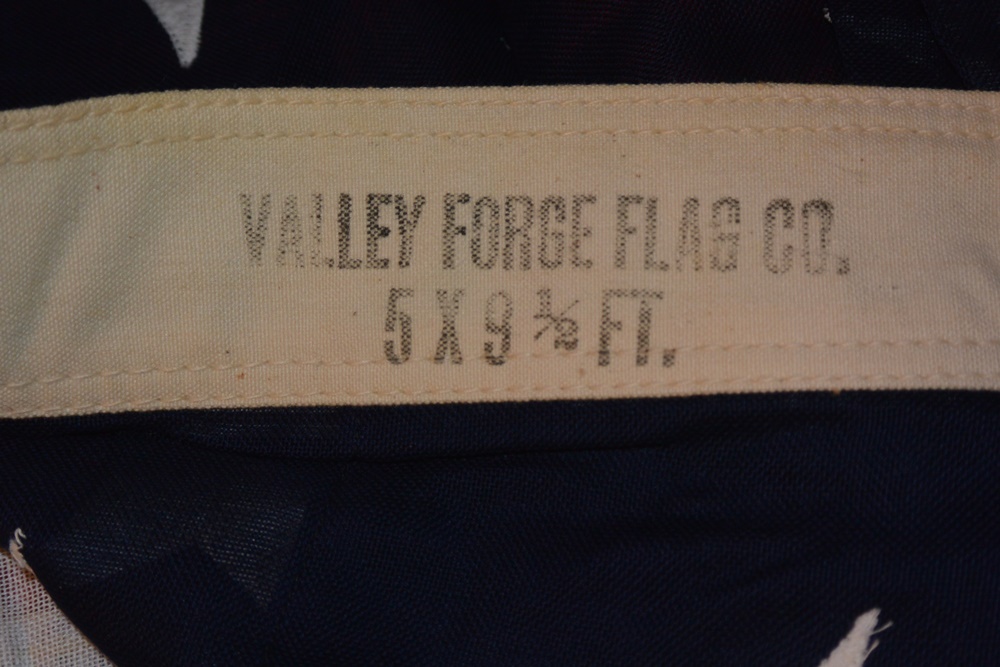 VALLEY FORGE FLAG CO.
5 X 9 ½ FT.